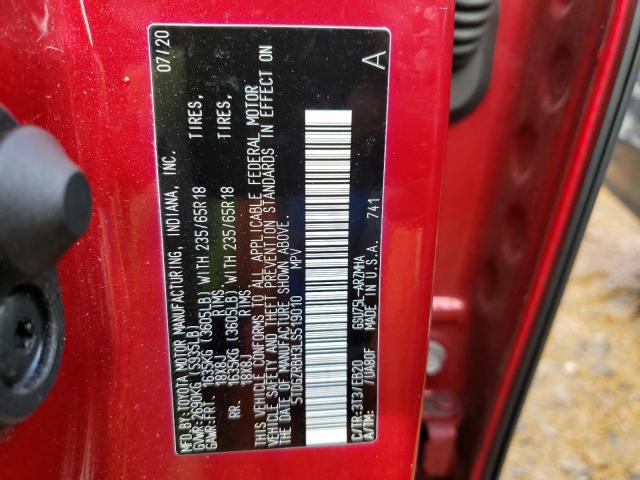 MFD.BY:TOYOTA MOTOR MANUFACTURING, INDIANA, INC. 07/20
GVWR:2690KG (5935LB)
GAWR:FRT. 1635KG (3605LB) WITH 235/65R18 TIRES,
18X8J RIMS,
RR. 1635KG (3605LB) WITH 235/65R18 TIRES,
18X8J RIMS.
THIS VEHICLE CONFORMS TO ALL APPLICABLE FEDERAL MOTOR
VEHICLE SAFETY AND THEFT PREVENTION STANDARDS IN EFFECT ON
THE DATE OF MANUFACTURE SHOWN ABOVE.
5TDGZRBH3LS519010 MPV
A
C/TR:3T3/EB20 GSU75L-ARZMHA 741
A/TM: /UA80F MADE IN U.S.A.